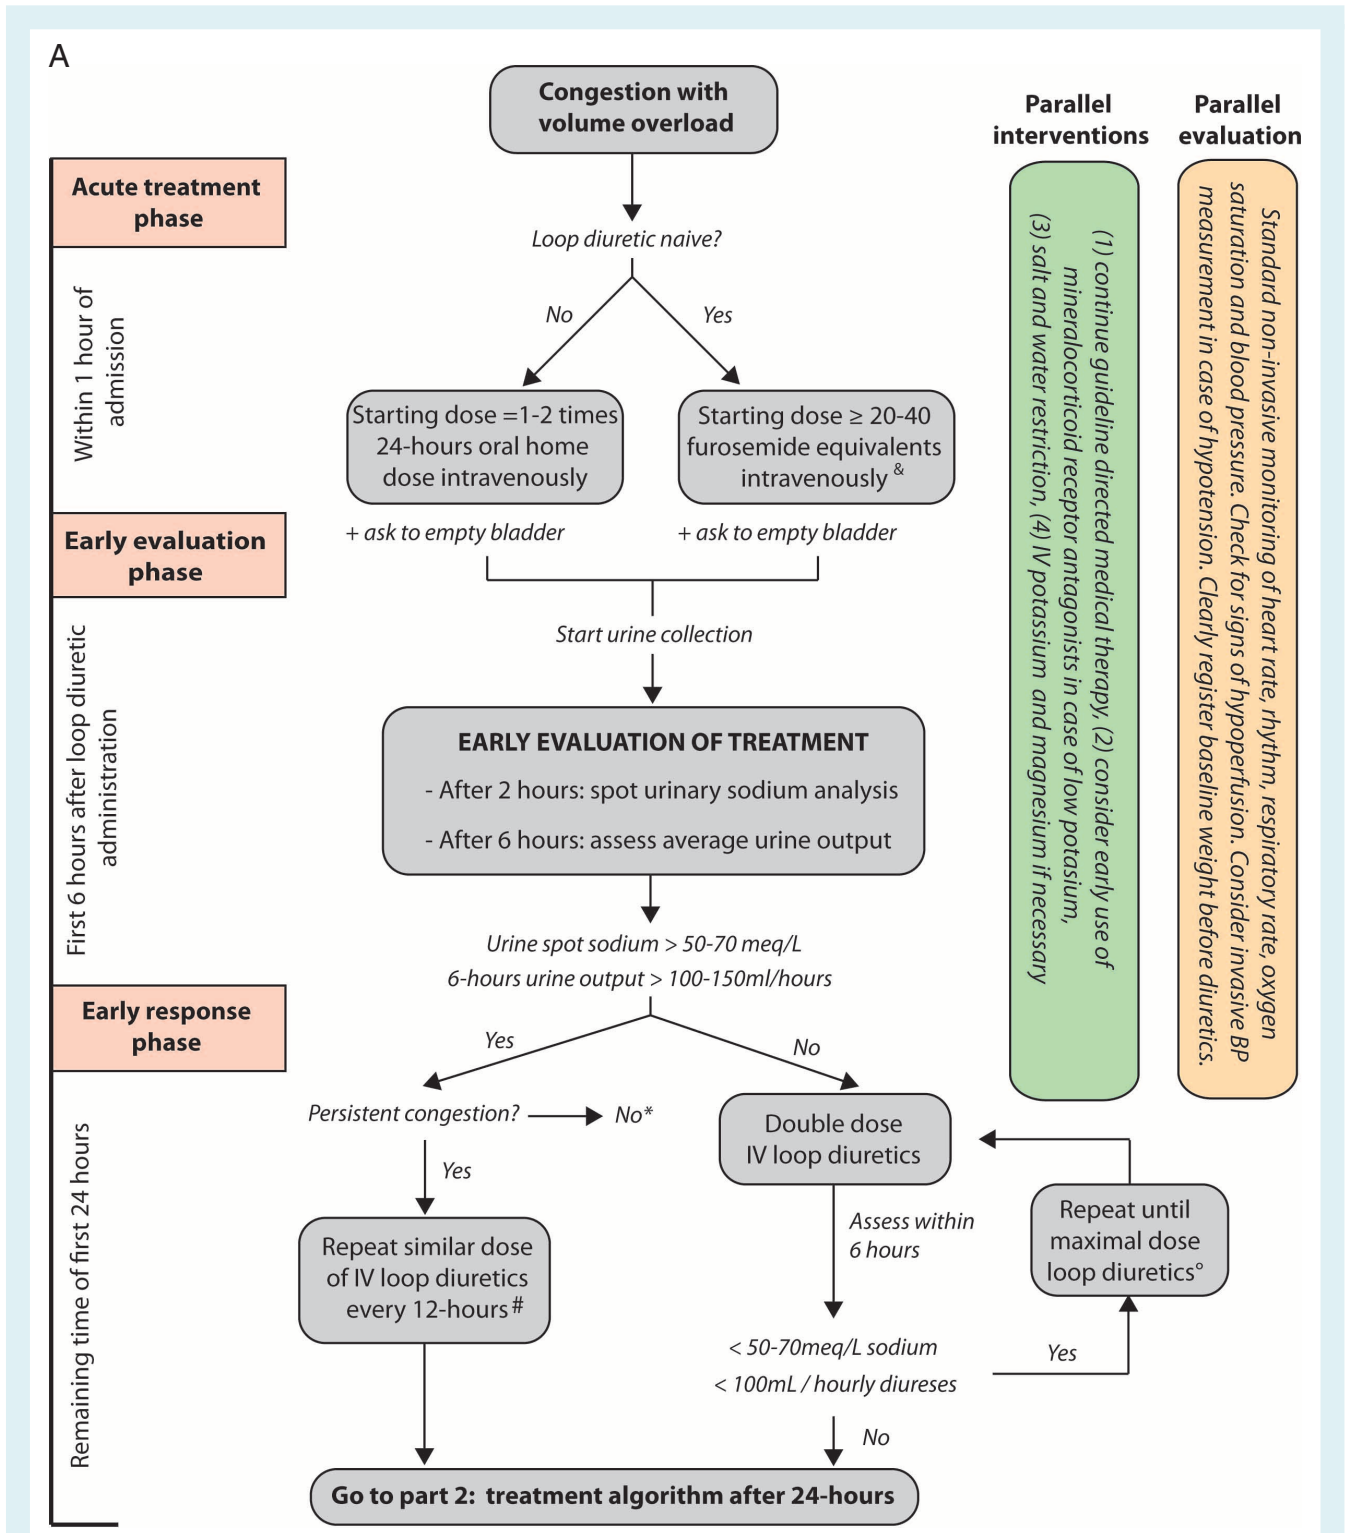 A
Congestion with
volume overload
Parallel
interventions
Parallel
evaluation
Acute treatment
phase
Loop diuretic naive?
Within 1 hour of
admission
No
Yes
Starting dose =1-2 times
24-hours oral home
dose intravenously
Starting dose ≥ 20-40
furosemide equivalents
intravenously &
+ ask to empty bladder
+ ask to empty bladder
Early evaluation
phase
Start urine collection
First 6 hours after loop diuretic
administration
EARLY EVALUATION OF TREATMENT
- After 2 hours: spot urinary sodium analysis
- After 6 hours: assess average urine output
Urine spot sodium > 50-70 meq/L
6-hours urine output > 100-150ml/hours
Early response
phase
Yes
No
Persistent congestion?
No*
Double dose
IV loop diuretics
Remaining time of first 24 hours
Yes
Repeat similar dose
of IV loop diuretics
every 12-hours #
Assess within
6 hours
Repeat until
maximal dose
loop diuretics°
< 50-70meq/L sodium
< 100mL / hourly diureses
Yes
No
Go to part 2: treatment algorithm after 24-hours
(1) continue guideline directed medical therapy, (2) consider early use of
mineralocorticoid receptor antagonists in case of low potasium,
(3) salt and water restriction, (4) IV potassium and magnesium if necessary
Standard non-invasive monitoring of heart rate, rhythm, respiratory rate, oxygen
saturation and blood pressure. Check for signs of hypoperfusion. Consider invasive BP
measurement in case of hypotension. Clearly register baseline weight before diuretics.